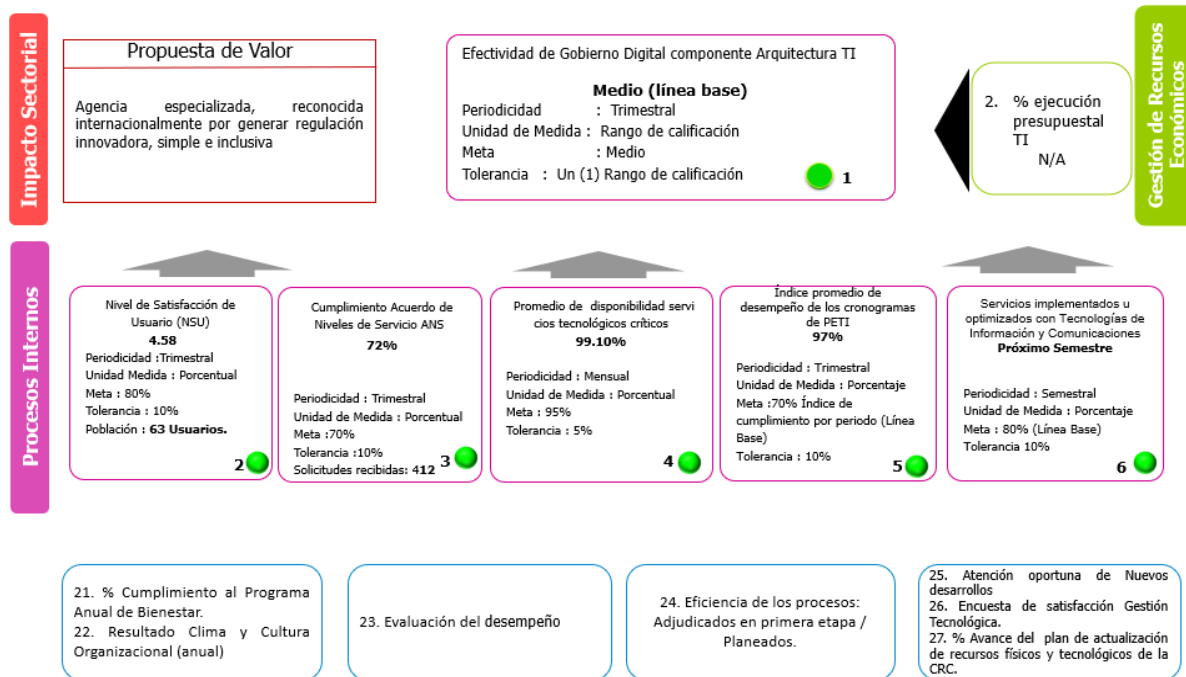 Impacto Sectorial
Propuesta de Valor
Agencia especializada, reconocida
internacionalmente por generar regulación
innovadora, simple e inclusiva
Efectividad de Gobierno Digital componente Arquitectura TI
Medio (línea base)
Periodicidad : Trimestral
Unidad de Medida : Rango de calificación
Meta : Medio
Tolerancia : Un (1) Rango de calificación
1
2. % ejecución
presupuestal
TI
N/A
Gestión de Recursos
Económicos
Procesos Internos
Nivel de Satisfacción de
Usuario (NSU)
4.58
Periodicidad :Trimestral
Unidad Medida : Porcentual
Meta : 80%
Tolerancia : 10%
Población : 63 Usuarios.
2
Cumplimiento Acuerdo de
Niveles de Servicio ANS
72%
Periodicidad : Trimestral
Unidad de Medida : Porcentual
Meta :70%
Tolerancia :10%
Solicitudes recibidas: 412
3
Promedio de disponibilidad servi
cios tecnológicos críticos
99.10%
Periodicidad : Mensual
Unidad de Medida : Porcentual
Meta : 95%
Tolerancia : 5%
4
Índice promedio de
desempeño de los cronogramas
de PETI
97%
Periodicidad : Trimestral
Unidad de Medida : Porcentaje
Meta :70% Índice de
cumplimiento por periodo (Línea
Base)
Tolerancia : 10%
5
Servicios implementados u
optimizados con Tecnologías de
Información y Comunicaciones
Próximo Semestre
Periodicidad : Semestral
Unidad de Medida : Porcentaje
Meta : 80% (Línea Base)
Tolerancia 10%
6
21. % Cumplimiento al Programa
Anual de Bienestar.
22. Resultado Clima y Cultura
Organizacional (anual)
23. Evaluación del desempeño
24. Eficiencia de los procesos:
Adjudicados en primera etapa /
Planeados.
25. Atención oportuna de Nuevos
desarrollos
26. Encuesta de satisfacción Gestión
Tecnológica.
27. % Avance del plan de actualización
de recursos físicos y tecnológicos de la
CRC.